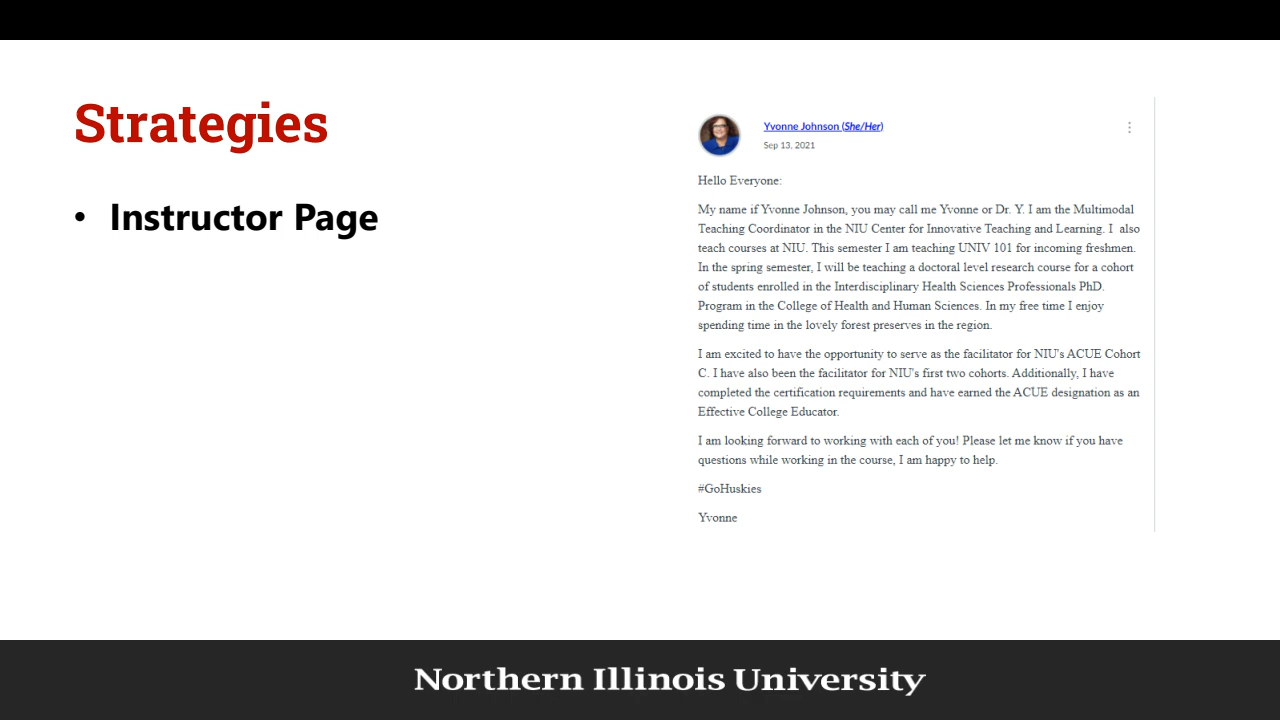 Strategies
• Instructor Page
Yvonne Johnson (She/Her)
Sep 13, 2021
Hello Everyone:
My name if Yvonne Johnson, you may call me Yvonne or Dr. Y. I am the Multimodal
Teaching Coordinator in the NIU Center for Innovative Teaching and Learning. I also
teach courses at NIU. This semester I am teaching UNIV 101 for incoming freshmen.
In the spring semester, I will be teaching a doctoral level research course for a cohort
of students enrolled in the Interdisciplinary Health Sciences Professionals PhD.
Program in the College of Health and Human Sciences. In my free time I enjoy
spending time in the lovely forest preserves in the region.
I am excited to have the opportunity to serve as the facilitator for NIU's ACUE Cohort
C. I have also been the facilitator for NIU's first two cohorts. Additionally, I have
completed the certification requirements and have earned the ACUE designation as an
Effective College Educator.
I am looking forward to working with each of you! Please let me know if you have
questions while working in the course, I am happy to help.
#GoHuskies
Yvonne
Northern Illinois University